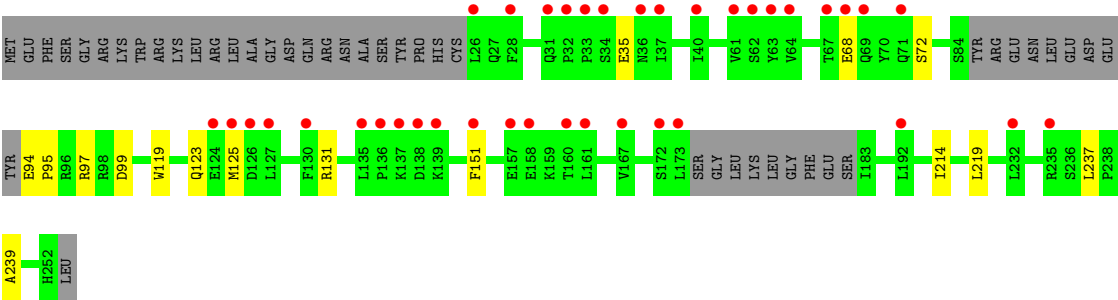 MET GLU PHE SER GLY ARG LYS TRP ARG LYS LEU ARG LEU ALA GLY ASP GLN ARG ASN ALA SER TYR PRO HIS CYS L26 Q27 F28 Q31 P32 P33 S34 E35 N36 I37 I40 V61 S62 Y63 V64 T67 E68 Q69 Y70 Q71 S72 S84 TYR ARG GLU ASN LEU GLU ASP GLU
TYR E94 P95 R96 R97 R98 D99 W119 Q123 E124 M125 D126 L127 F130 R131 L135 P136 K137 D138 K139 F151 E157 E158 K159 T160 L161 V167 S172 L173 SER GLY LEU LYS LEU GLY PHE GLU SER I183 L192 I214 L219 L232 R235 S236 L237 P238
A239 H252 LEU